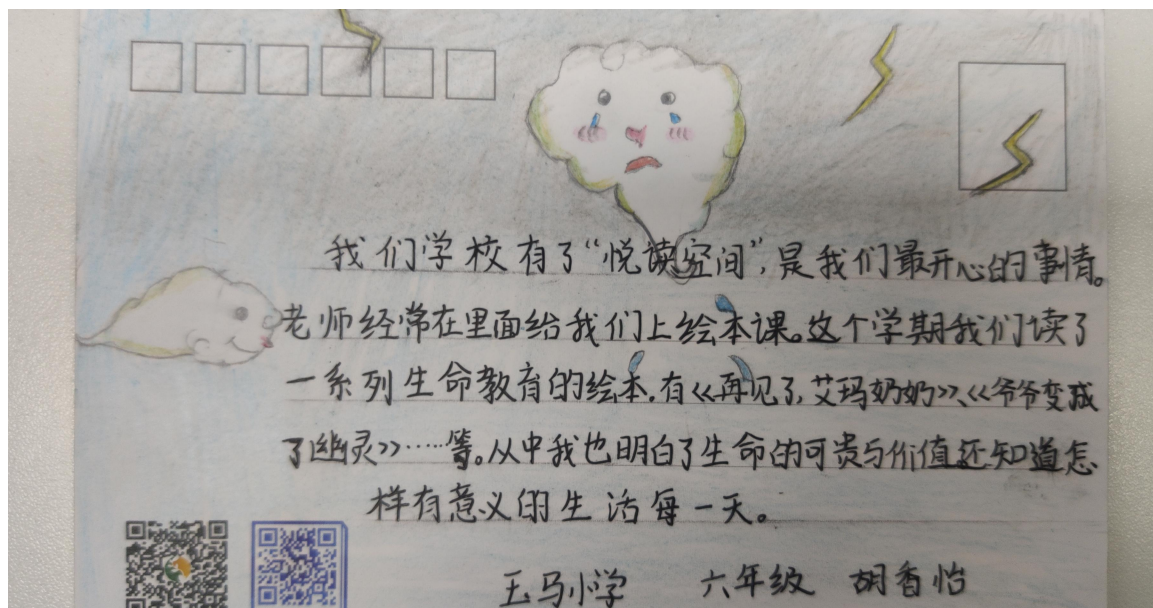 我们学校有了“悦读空间”,是我们最开心的事情。
老师经常在里面给我们上绘本课。这个学期我们读了
一系列生命教育的绘本.有《再见了,艾玛奶奶》、《爷爷变成
了幽灵》……等。从中我也明白了生命的可贵与价值还知道怎
样有意义的生活每一天。
玉马小学 六年级 胡香怡